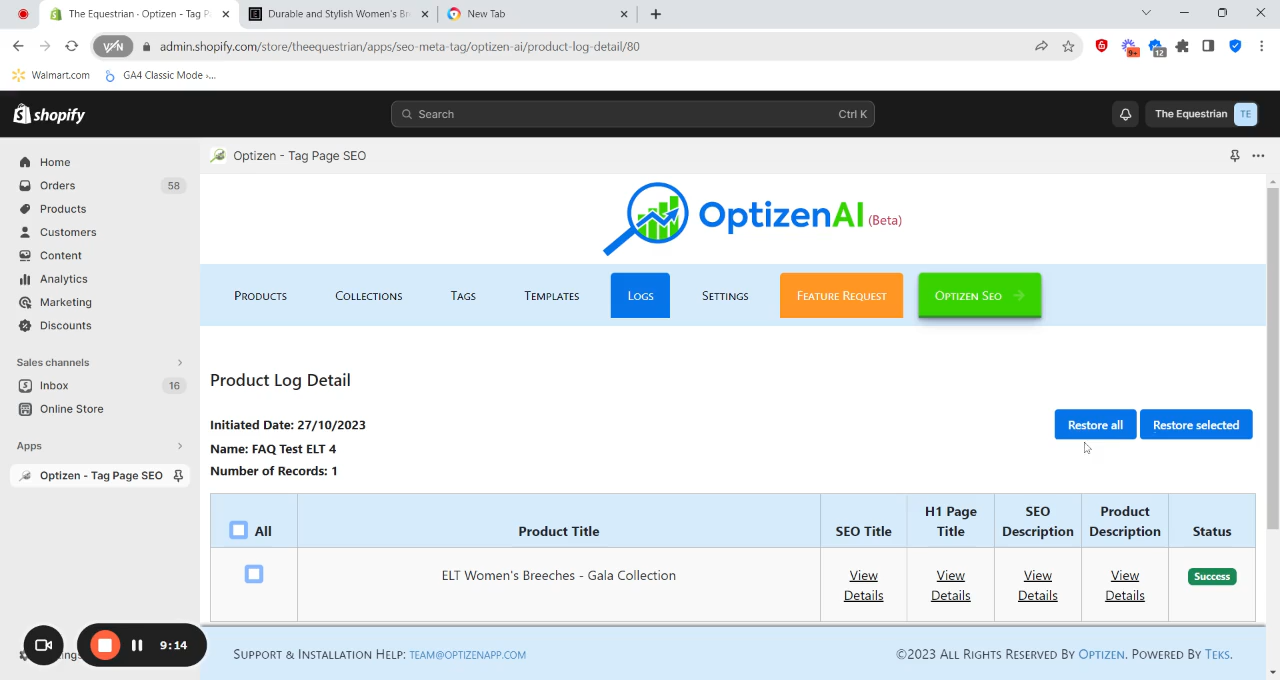 The Equestrian · Optizen - Tag P
Durable and Stylish Women's Br
New Tab
VPN
admin.shopify.com/store/theequestrian/apps/seo-meta-tag/optizen-ai/product-log-detail/80
9+
12
Walmart.com
GA4 Classic Mode ›...
shopify
Search
Ctrl K
The Equestrian
TE
Home
Orders
58
Products
Customers
Content
Analytics
Marketing
Discounts
Sales channels
Inbox
16
Online Store
Apps
Optizen - Tag Page SEO
Optizen - Tag Page SEO
OptizenAI (Beta)
Products
Collections
Tags
Templates
Logs
Settings
Feature Request
Optizen Seo
Product Log Detail
Initiated Date: 27/10/2023
Name: FAQ Test ELT 4
Number of Records: 1
Restore all
Restore selected
All
Product Title
SEO Title
H1 Page
Title
SEO
Description
Product
Description
Status
ELT Women's Breeches - Gala Collection
View
Details
View
Details
View
Details
View
Details
Success
9:14
Support & Installation Help: team@optizenapp.com
©2023 All Rights Reserved By Optizen. Powered By Teks.